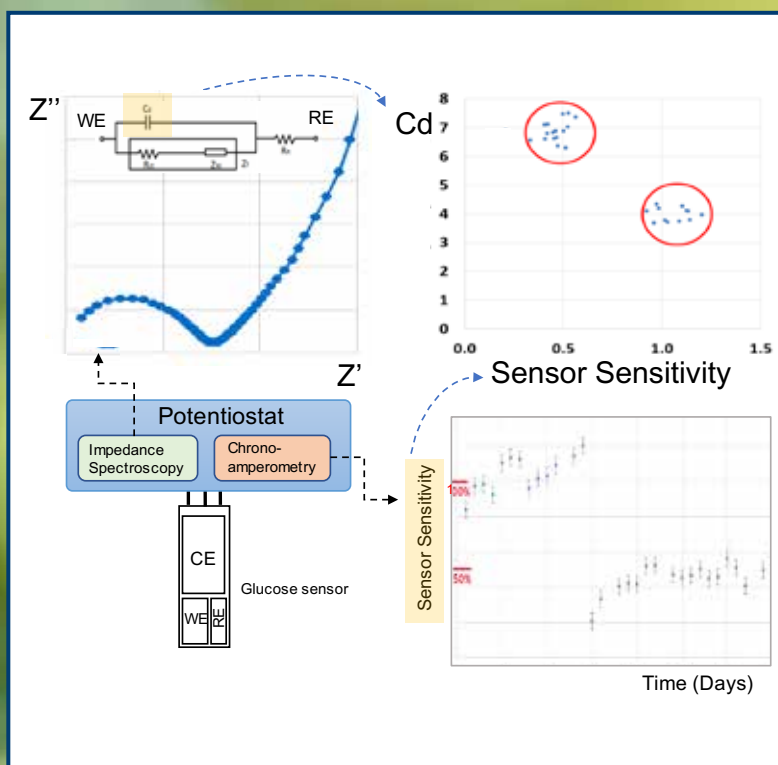 Z''
WE
RE
Z'
Cd
8
7
6
5
4
3
2
1
0
0.0 0.5 1.0 1.5
Sensor Sensitivity
Potentiostat
Impedance
Spectroscopy
Chrono-
amperometry
CE
WE
RE
Glucose sensor
Sensor Sensitivity
100%
50%
Time (Days)